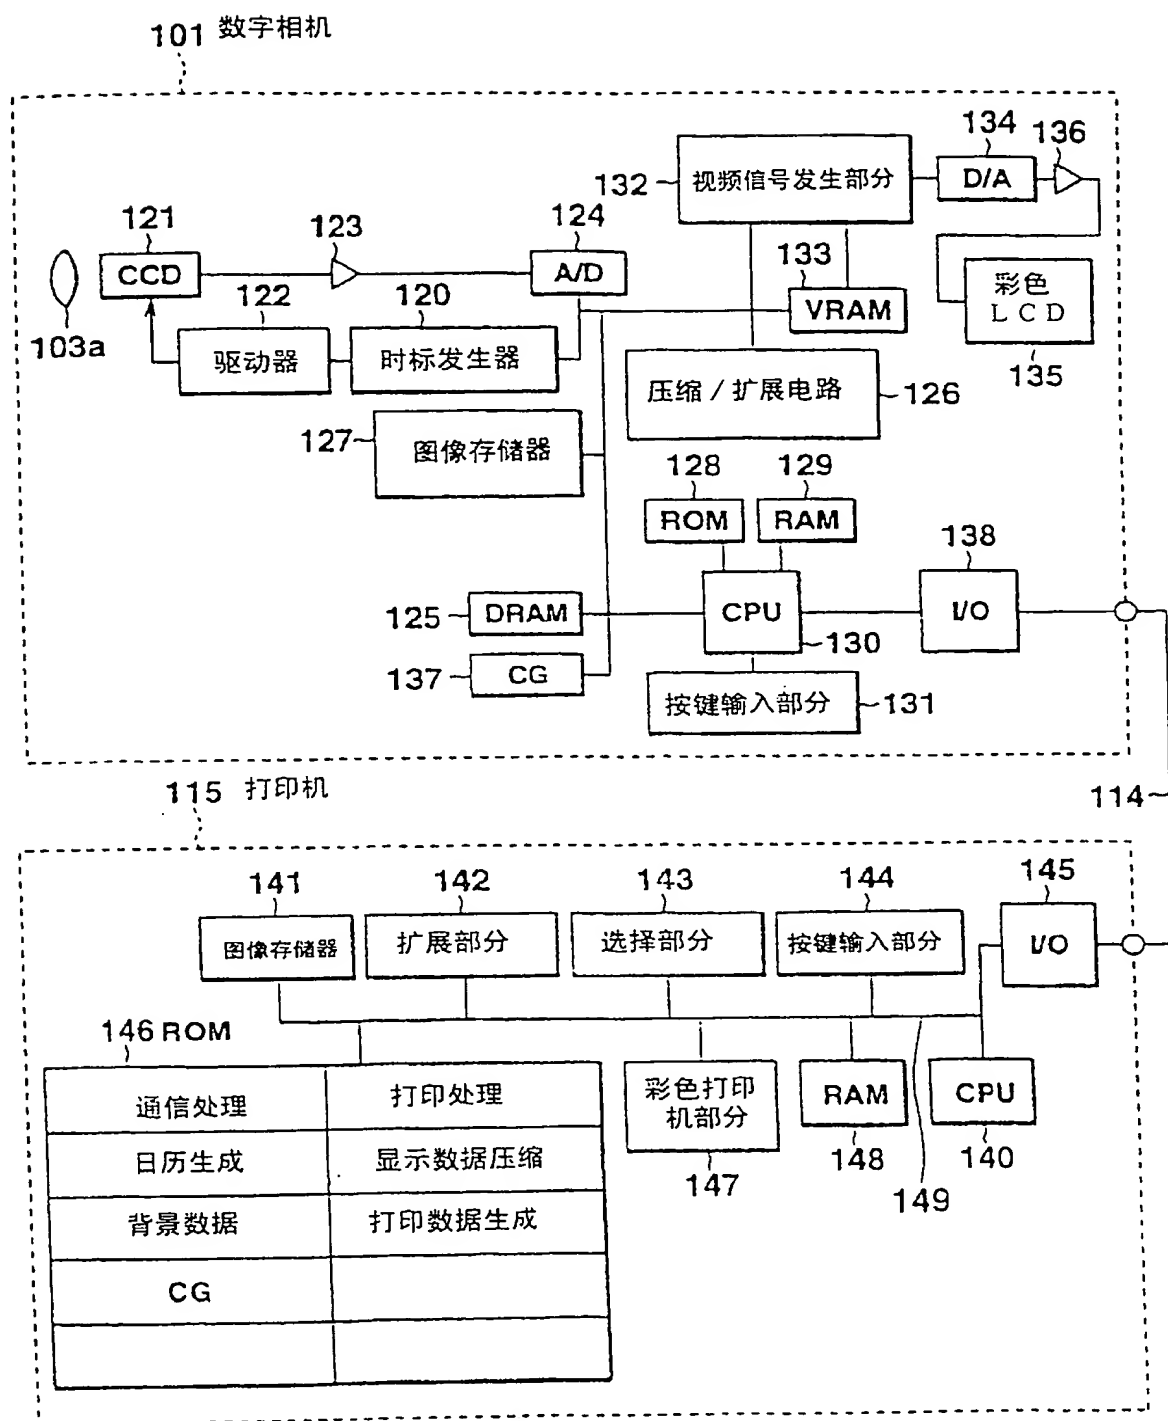 101 数字相机
134
136
132
视频信号发生部分
D/A
121
123
124
133
CCD
A/D
彩色
LCD
122
120
VRAM
103a
驱动器
时标发生器
135
压缩/扩展电路
126
127
图像存储器
128
129
ROM
RAM
138
125
DRAM
CPU
I/O
130
137
CG
按键输入部分
131
115 打印机
114
141
142
143
144
145
图像存储器
扩展部分
选择部分
按键输入部分
I/O
146 ROM
通信处理
打印处理
彩色打印
机部分
RAM
CPU
日历生成
显示数据压缩
147
148
140
149
背景数据
打印数据生成
CG